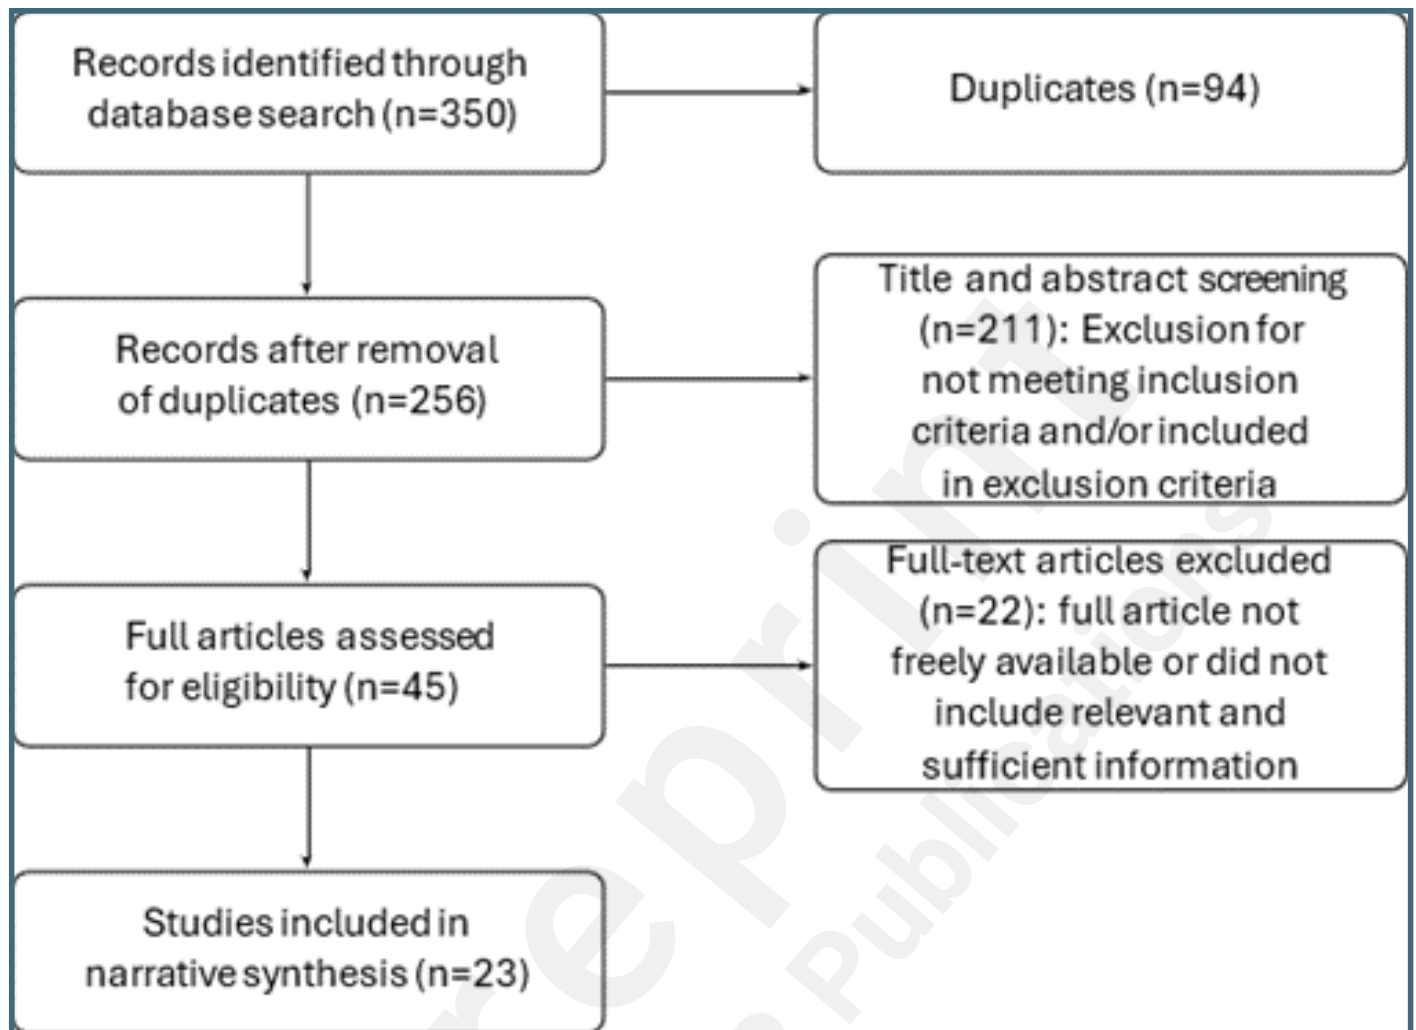 Records identified through
database search (n=350)
Duplicates (n=94)
Records after removal
of duplicates (n=256)
Title and abstract screening
(n=211): Exclusion for
not meeting inclusion
criteria and/or included
in exclusion criteria
Full articles assessed
for eligibility (n=45)
Full-text articles excluded
(n=22): full article not
freely available or did not
include relevant and
sufficient information
Studies included in
narrative synthesis (n=23)
eprint
Publications